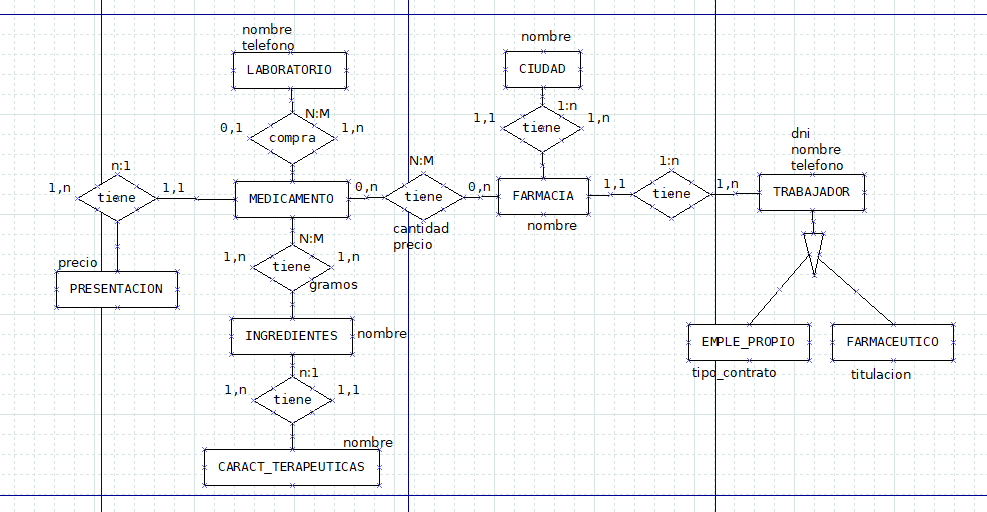 nombre
telefono
LABORATORIO
N:M
0,1
compra
1,n
nombre
CIUDAD
1:n
1,1
tiene
1,n
n:1
1,n
tiene
1,1
MEDICAMENTO
N:M
0,n
tiene
0,n
cantidad
precio
FARMACIA
nombre
1:n
1,1
tiene
1,n
dni
nombre
telefono
TRABAJADOR
precio
PRESENTACION
N:M
1,n
tiene
1,n
gramos
INGREDIENTES
nombre
n:1
1,n
tiene
1,1
nombre
CARACT_TERAPEUTICAS
EMPLE_PROPIO
tipo_contrato
FARMACEUTICO
titulacion